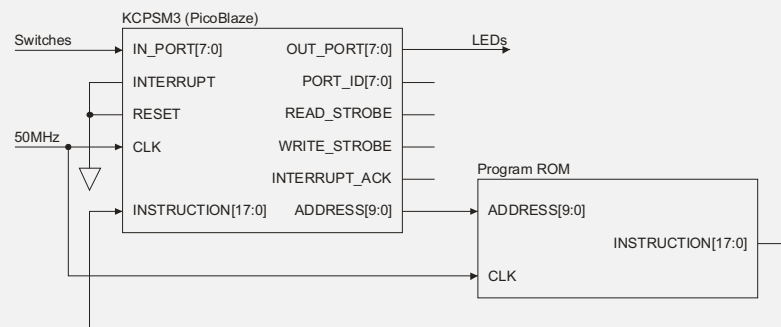 KCPSM3 (PicoBlaze)
Switches
IN_PORT[7:0]
OUT_PORT[7:0]
LEDs
INTERRUPT
PORT_ID[7:0]
RESET
READ_STROBE
50MHz
CLK
WRITE_STROBE
INTERRUPT_ACK
Program ROM
INSTRUCTION[17:0]
ADDRESS[9:0]
ADDRESS[9:0]
INSTRUCTION[17:0]
CLK